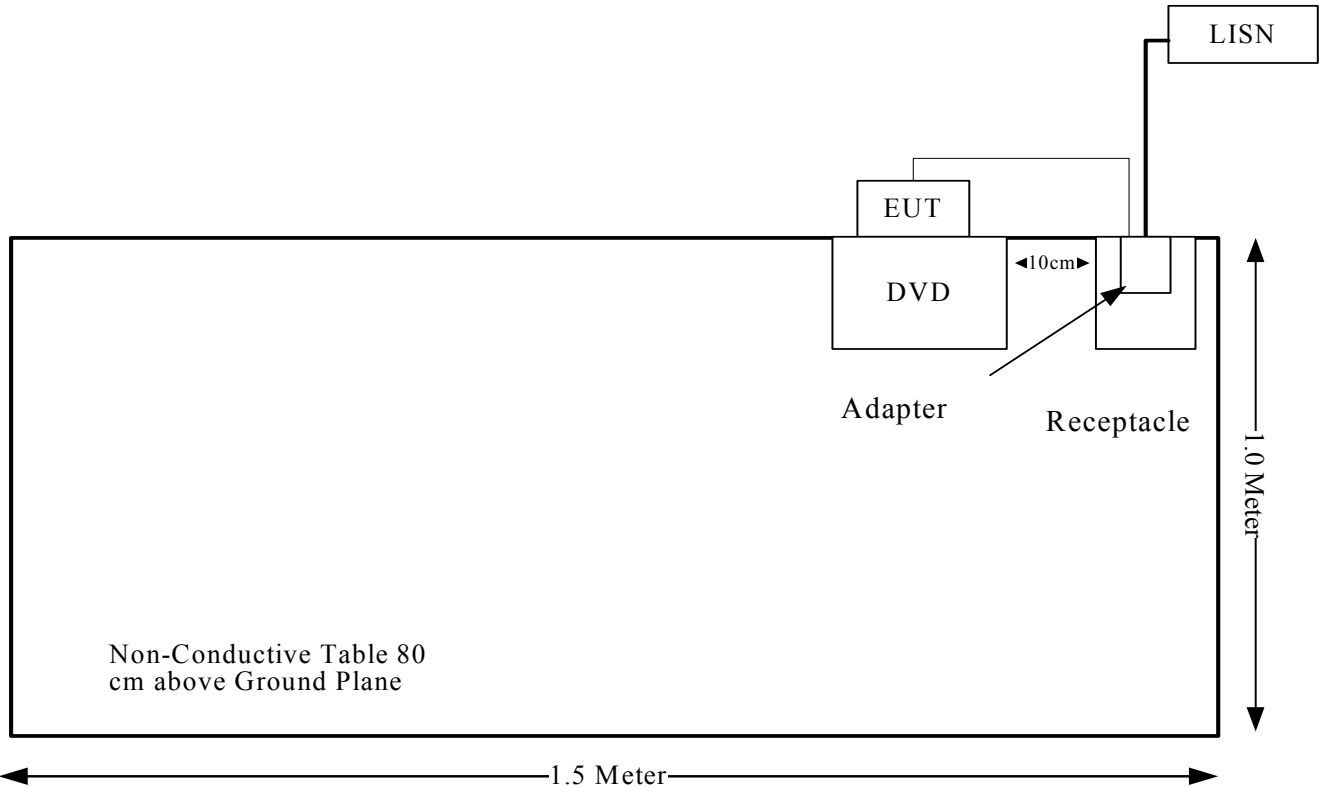 LISN
EUT
10cm
DVD
Adapter
Receptacle
1.0 Meter
Non-Conductive Table 80
cm above Ground Plane
1.5 Meter